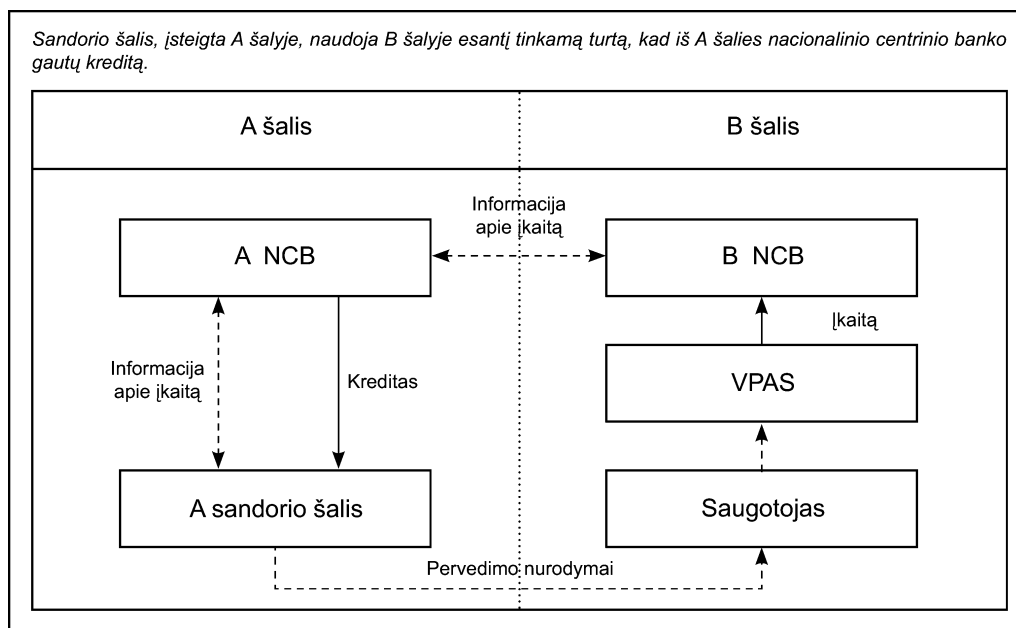 Sandorio šalis, įsteigta A šalyje, naudoja B šalyje esantį tinkamą turtą, kad iš A šalies nacionalinio centrinio banko
gautų kreditą.
A šalis
B šalis
Informacija
apie įkaitą
A NCB
B NCB
Įkaitą
Informacija
apie įkaitą
Kreditas
VPAS
A sandorio šalis
Saugotojas
Pervedimo nurodymai